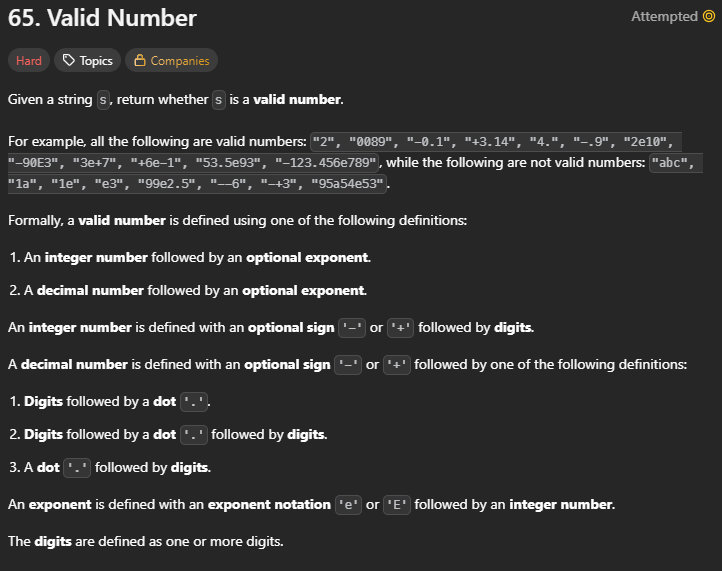 65. Valid Number
Attempted
Hard Topics Companies
Given a string s, return whether s is a valid number.
For example, all the following are valid numbers: "2", "0089", "-0.1", "+3.14", "4.", "-.9", "2e10",
"-90E3", "3e+7", "+6e-1", "53.5e93", "-123.456e789", while the following are not valid numbers: "abc",
"1a", "1e", "e3", "99e2.5", "--6", "-+3", "95a54e53".
Formally, a valid number is defined using one of the following definitions:
1. An integer number followed by an optional exponent.
2. A decimal number followed by an optional exponent.
An integer number is defined with an optional sign '-' or '+' followed by digits.
A decimal number is defined with an optional sign '-' or '+' followed by one of the following definitions:
1. Digits followed by a dot '.'.
2. Digits followed by a dot '.' followed by digits.
3. A dot '.' followed by digits.
An exponent is defined with an exponent notation 'e' or 'E' followed by an integer number.
The digits are defined as one or more digits.